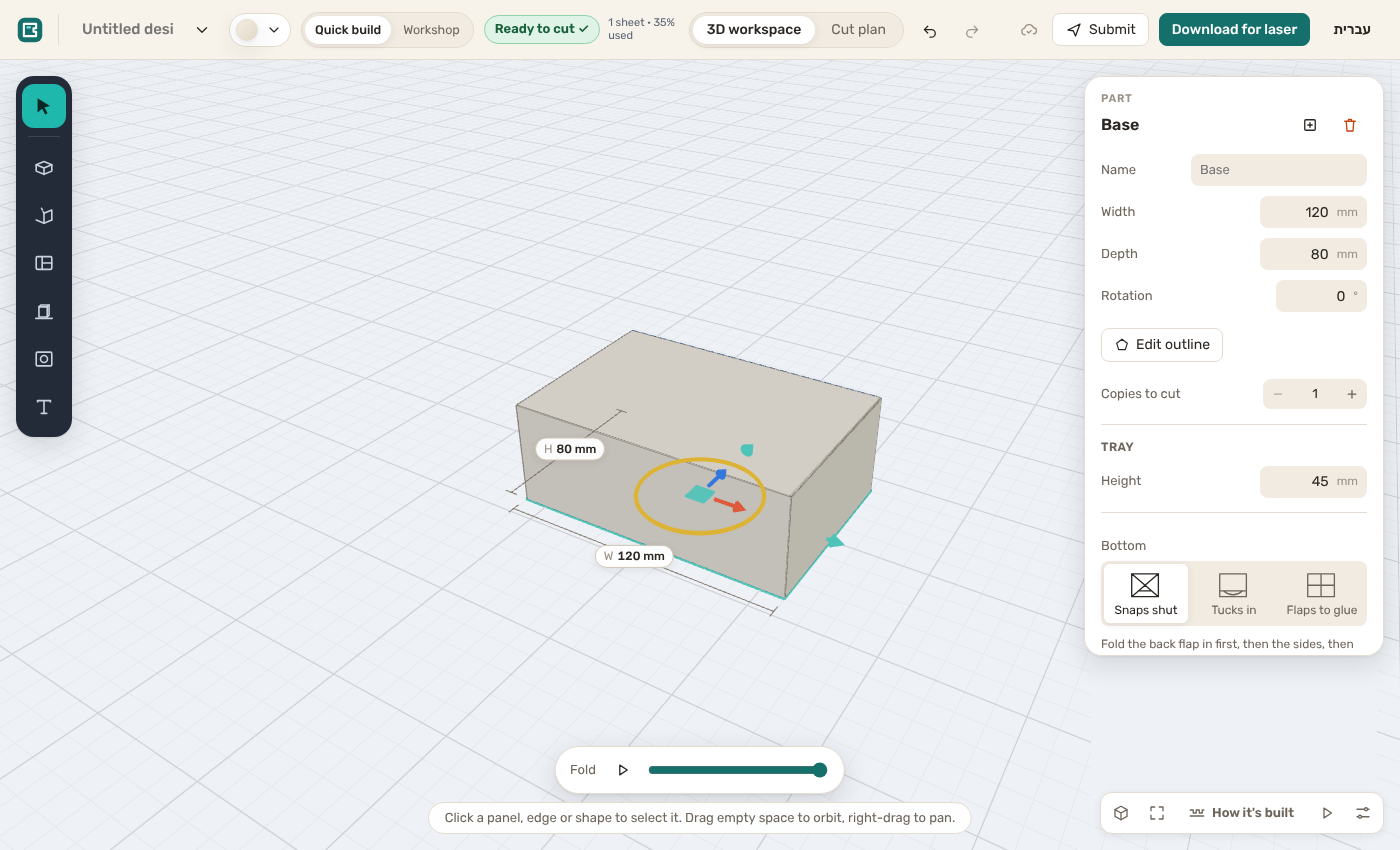 Untitled desi
Quick build
Workshop
Ready to cut
1 sheet • 35%
used
3D workspace
Cut plan
Submit
Download for laser
עברית
PART
Base
Name
Base
Width
120 mm
Depth
80 mm
Rotation
0 °
Edit outline
Copies to cut
1
TRAY
Height
45 mm
Bottom
Snaps shut
Tucks in
Flaps to glue
Fold the back flap in first, then the sides, then
H 80 mm
W 120 mm
Fold
Click a panel, edge or shape to select it. Drag empty space to orbit, right-drag to pan.
How it's built